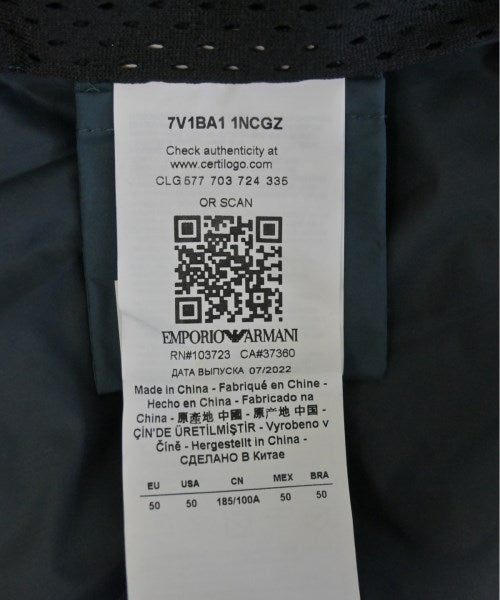 7V1BA1 1NCGZ
Check authenticity at
www.certilogo.com
CLG 577 703 724 335
OR SCAN
EMPORIO ARMANI
RN#103723 CA#37360
ДАТА ВЫПУСКА 07/2022
Made in China - Fabriqué en Chine -
Hecho en China - Fabricado na
China - 原產地 中國 - 原产地 中国 -
ÇİN'DE ÜRETİLMİŞTİR - Vyrobeno v
Číně - Hergestellt in China -
СДЕЛАНО В Китае
EU USA CN MEX BRA
50 50 185/100A 50 50